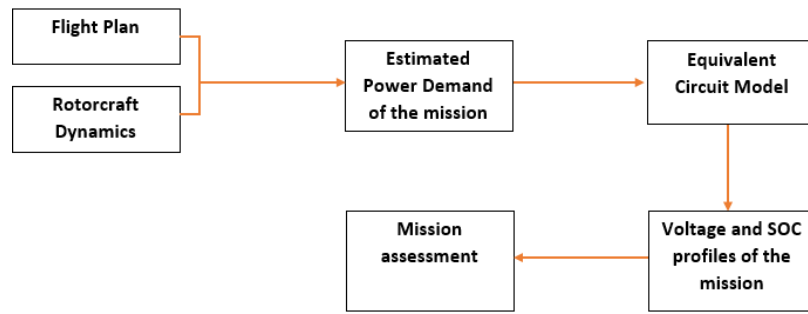 Flight Plan
Rotorcraft
Dynamics
Estimated
Power Demand
of the mission
Equivalent
Circuit Model
Voltage and SOC
profiles of the
mission
Mission
assessment